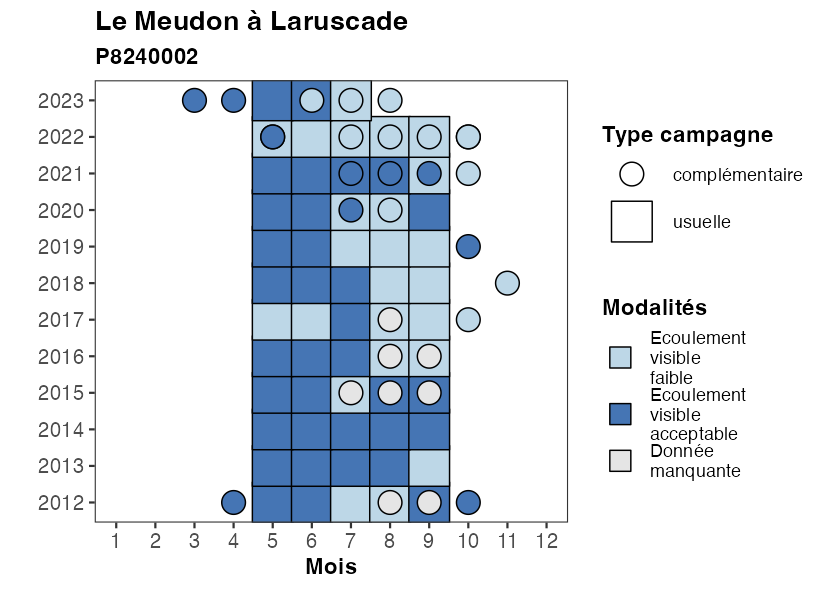 Le Meudon à Laruscade
P8240002
2023
2022
2021
2020
2019
2018
2017
2016
2015
2014
2013
2012
1 2 3 4 5 6 7 8 9 10 11 12
Mois
Type campagne
complémentaire
usuelle
Modalités
Ecoulement
visible
faible
Ecoulement
visible
acceptable
Donnée
manquante